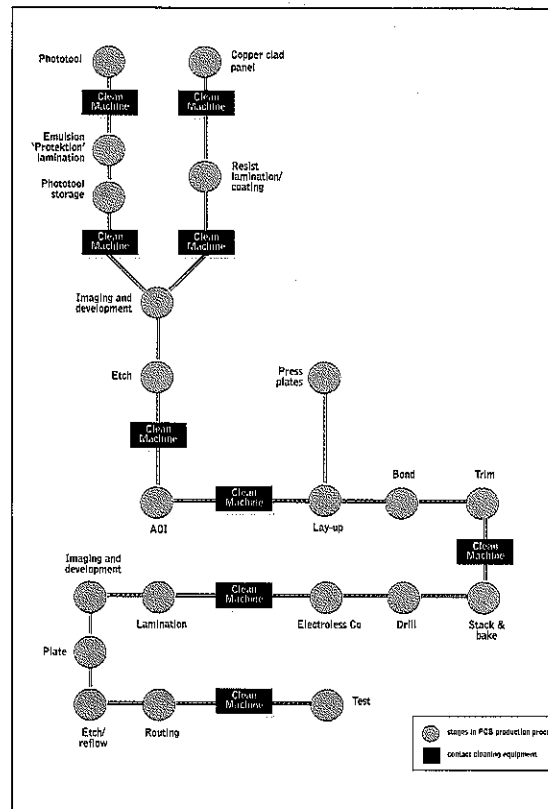 Phototool
Copper clad
panel
Clean
Machine
Clean
Machine
Emulsion
'Protektion'
lamination
Resist
lamination/
coating
Phototool
storage
Clean
Machine
Clean
Machine
Imaging and
development
Etch
Press
plates
Clean
Machine
Bond
Trim
Clean
Machine
AOI
Lay-up
Clean
Machine
Imaging and
development
Clean
Machine
Lamination
Electroless Co
Drill
Stack &
bake
Plate
Clean
Machine
Test
Etch/
reflow
Routing
stages in PCB production proce
contact cleaning equipment